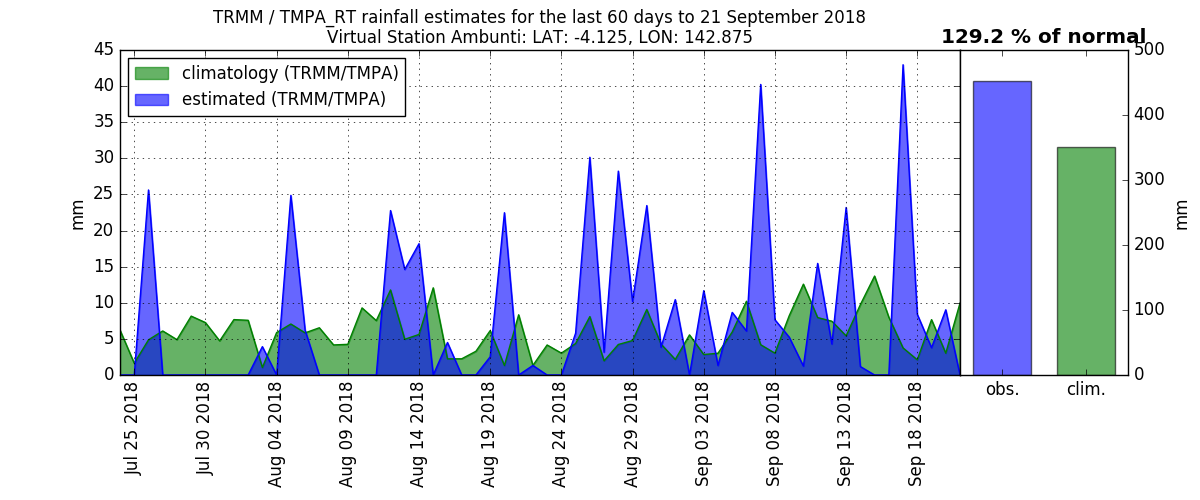 TRMM / TMPA_RT rainfall estimates for the last 60 days to 21 September 2018
Virtual Station Ambunti: LAT: -4.125, LON: 142.875
129.2 % of normal
climatology (TRMM/TMPA)
estimated (TRMM/TMPA)
45
40
35
30
25
20
15
10
5
0
mm
500
400
300
200
100
0
mm
Jul 25 2018
Jul 30 2018
Aug 04 2018
Aug 09 2018
Aug 14 2018
Aug 19 2018
Aug 24 2018
Aug 29 2018
Sep 03 2018
Sep 08 2018
Sep 13 2018
Sep 18 2018
obs.
clim.